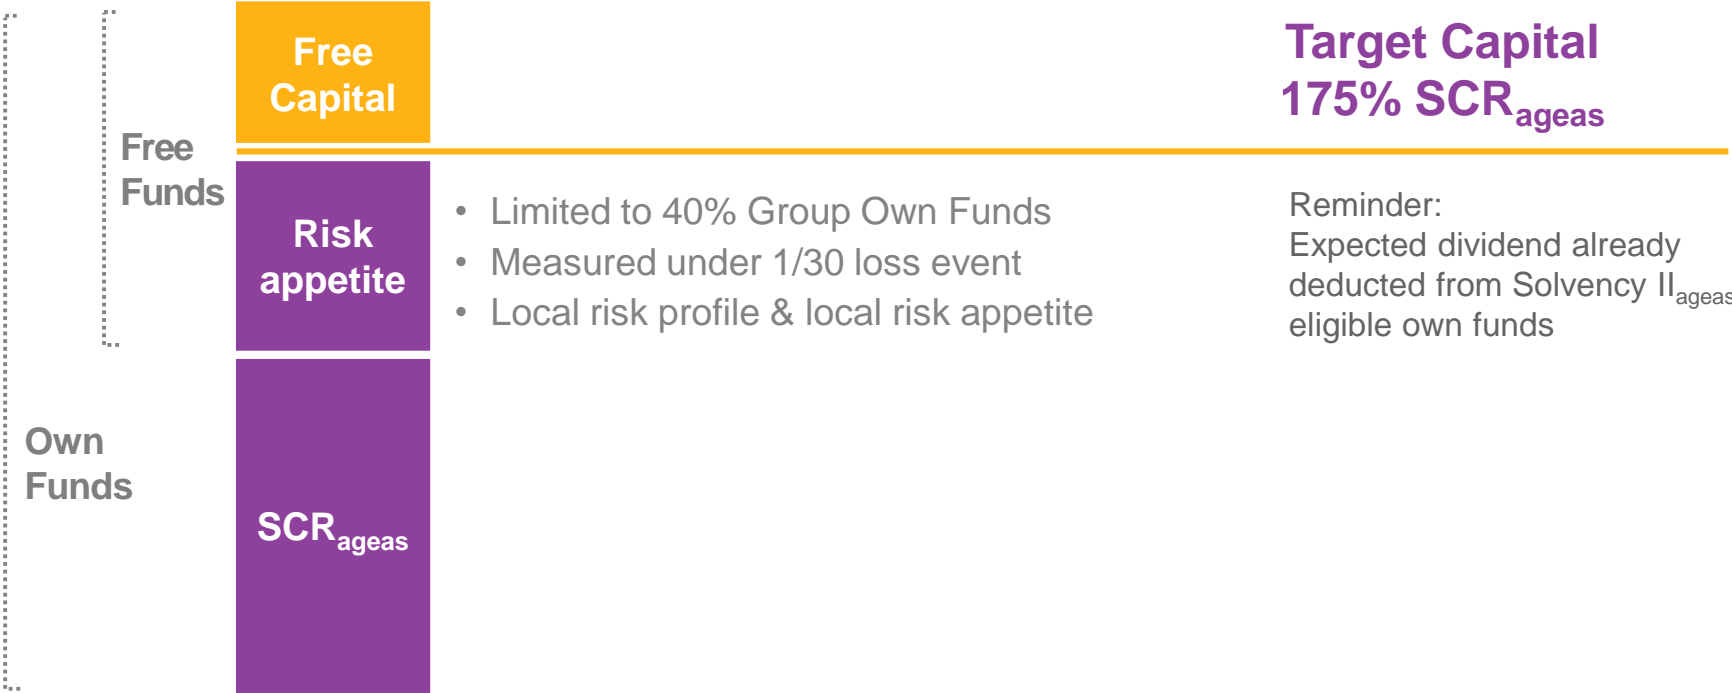 Free
Capital
Target Capital
175% SCRageas
Free
Funds
Risk
appetite
• Limited to 40% Group Own Funds
• Measured under 1/30 loss event
• Local risk profile & local risk appetite
Reminder:
Expected dividend already
deducted from Solvency IIageas
eligible own funds
Own
Funds
SCRageas